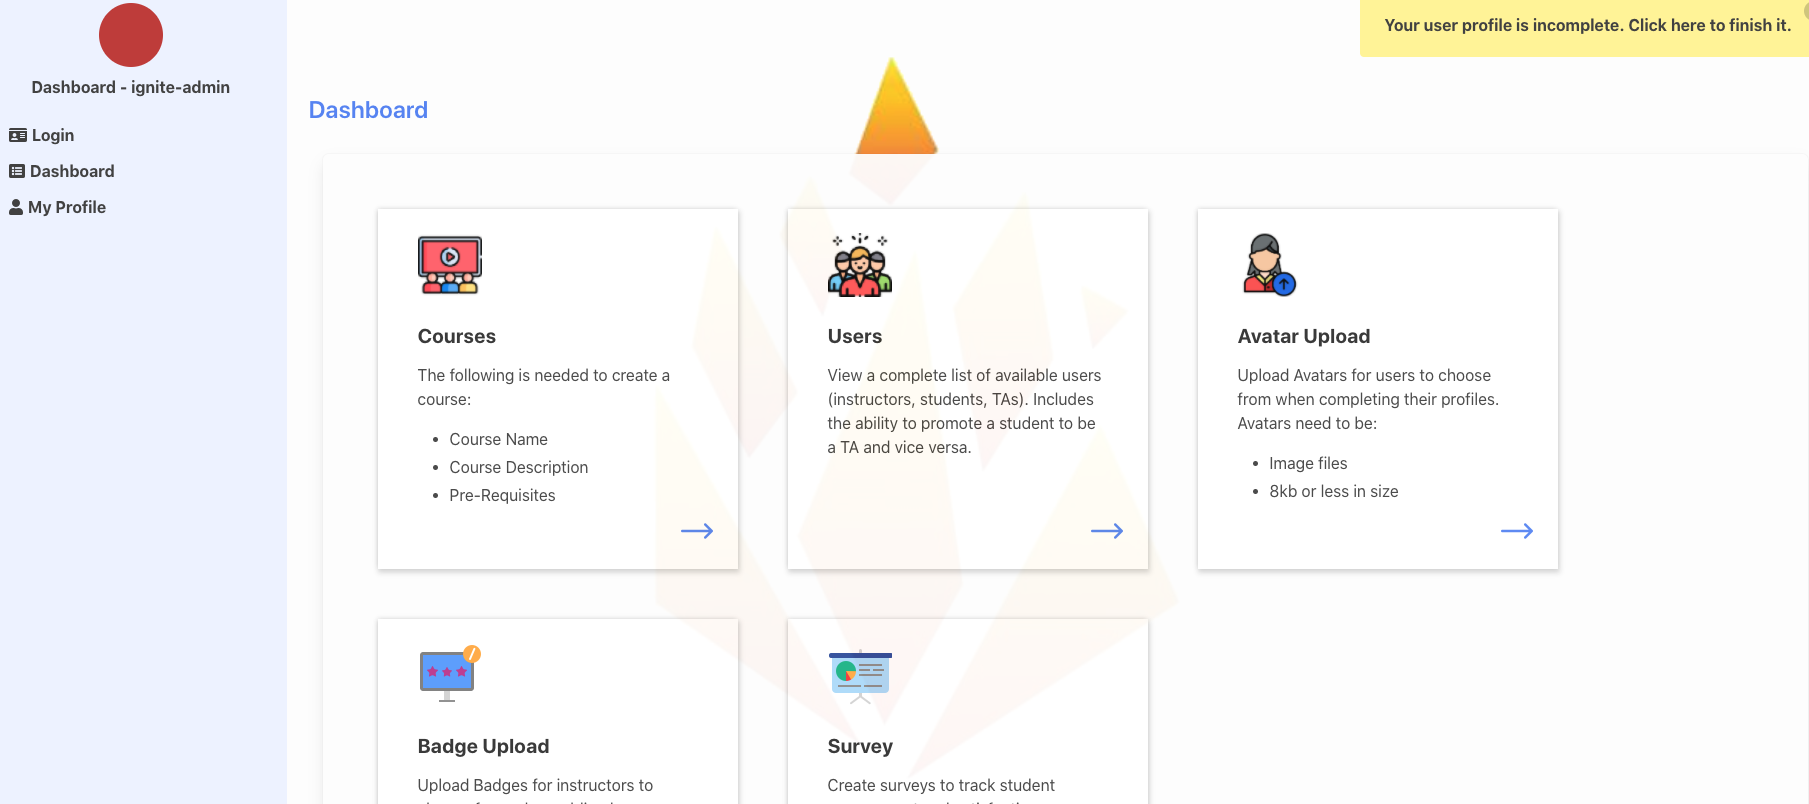 Your user profile is incomplete. Click here to finish it.
Dashboard - ignite-admin
Login
Dashboard
My Profile
Dashboard
Courses
The following is needed to create a
course:
• Course Name
• Course Description
• Pre-Requisites
Users
View a complete list of available users
(instructors, students, TAs). Includes
the ability to promote a student to be
a TA and vice versa.
Avatar Upload
Upload Avatars for users to choose
from when completing their profiles.
Avatars need to be:
• Image files
• 8kb or less in size
Badge Upload
Upload Badges for instructors to
Survey
Create surveys to track student